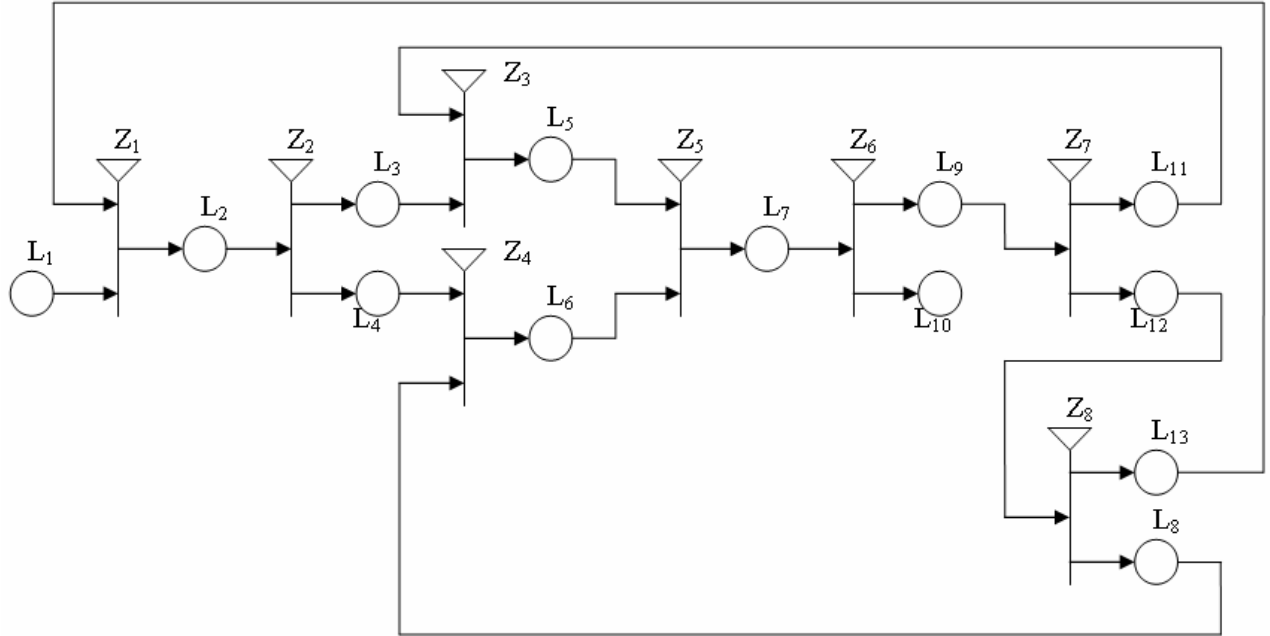 Z₃
L₅
Z₁
Z₂
L₃
Z₅
Z₆
L₉
Z₇
L₁₁
L₂
L₇
L₁
Z₄
L₄
L₆
L₁₀
L₁₂
Z₈
L₁₃
L₈